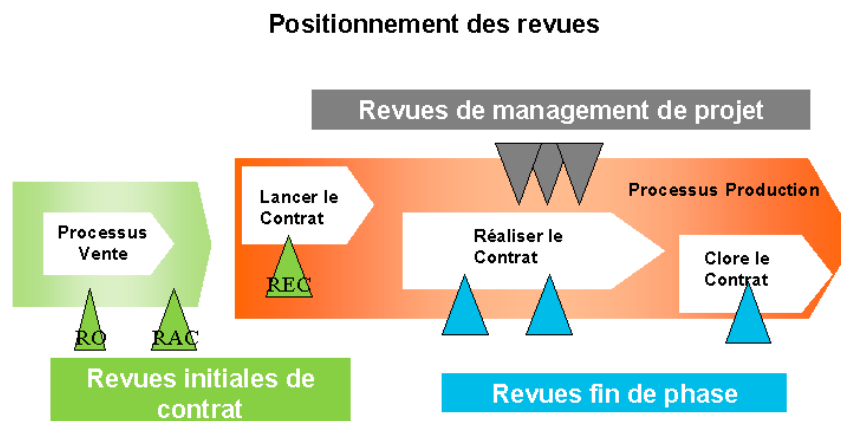 Positionnement des revues
Revues de management de projet
Processus Production
Lancer le
Contrat
Processus
Vente
Réaliser le
Contrat
Clore le
Contrat
REC
RO
RAC
Revues initiales de
contrat
Revues fin de phase